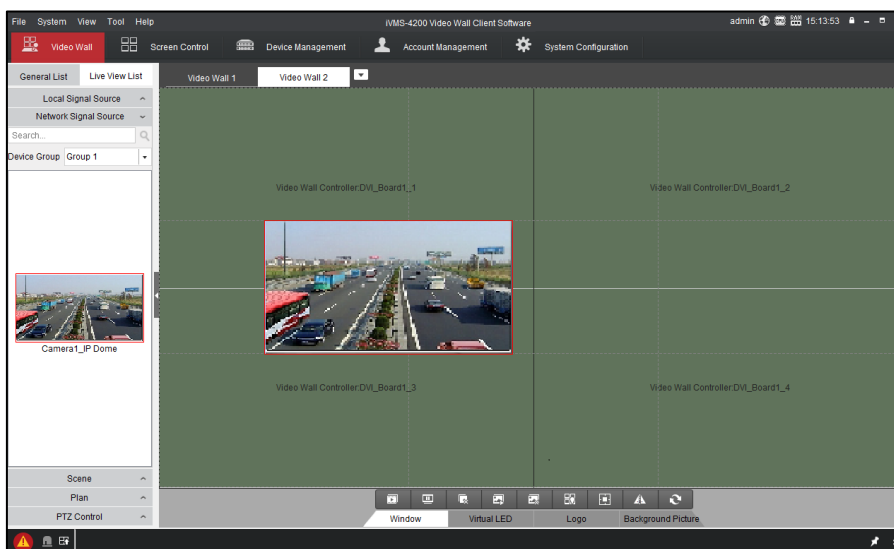 File System View Tool Help iVMS-4200 Video Wall Client Software admin 15:13:53
Video Wall Screen Control Device Management Account Management System Configuration
General List Live View List Video Wall 1 Video Wall 2
Local Signal Source
Network Signal Source
Search...
Device Group Group 1
Video Wall Controller:DVI_Board1_1 Video Wall Controller:DVI_Board1_2
Camera1_IP Dome
Video Wall Controller:DVI_Board1_3 Video Wall Controller:DVI_Board1_4
Scene
Plan
PTZ Control
Window Virtual LED Logo Background Picture